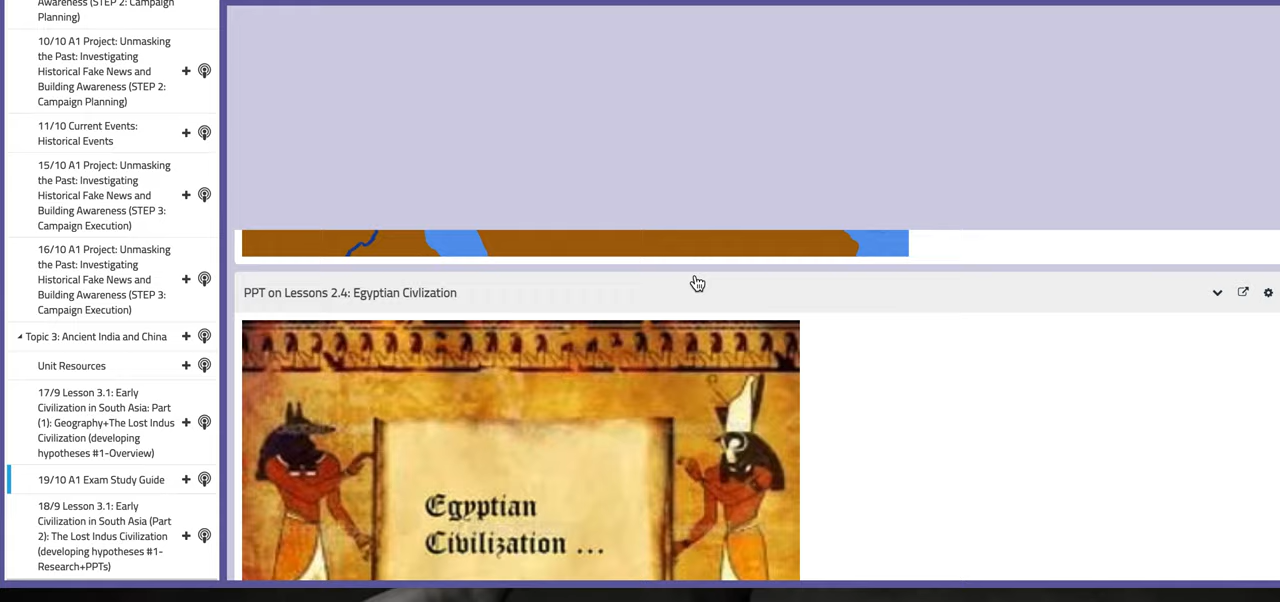 Awareness (STEP 2: Campaign
Planning)
10/10 A1 Project: Unmasking
the Past: Investigating
Historical Fake News and
Building Awareness (STEP 2:
Campaign Planning)
11/10 Current Events:
Historical Events
15/10 A1 Project: Unmasking
the Past: Investigating
Historical Fake News and
Building Awareness (STEP 3:
Campaign Execution)
16/10 A1 Project: Unmasking
the Past: Investigating
Historical Fake News and
Building Awareness (STEP 3:
Campaign Execution)
Topic 3: Ancient India and China
Unit Resources
17/9 Lesson 3.1: Early
Civilization in South Asia: Part
(1): Geography+The Lost Indus
Civilization (developing
hypotheses #1-Overview)
19/10 A1 Exam Study Guide
18/9 Lesson 3.1: Early
Civilization in South Asia (Part
2): The Lost Indus Civilization
(developing hypotheses #1-
Research+PPTs)
PPT on Lessons 2.4: Egyptian Civlization
Egyptian
Civilization ...